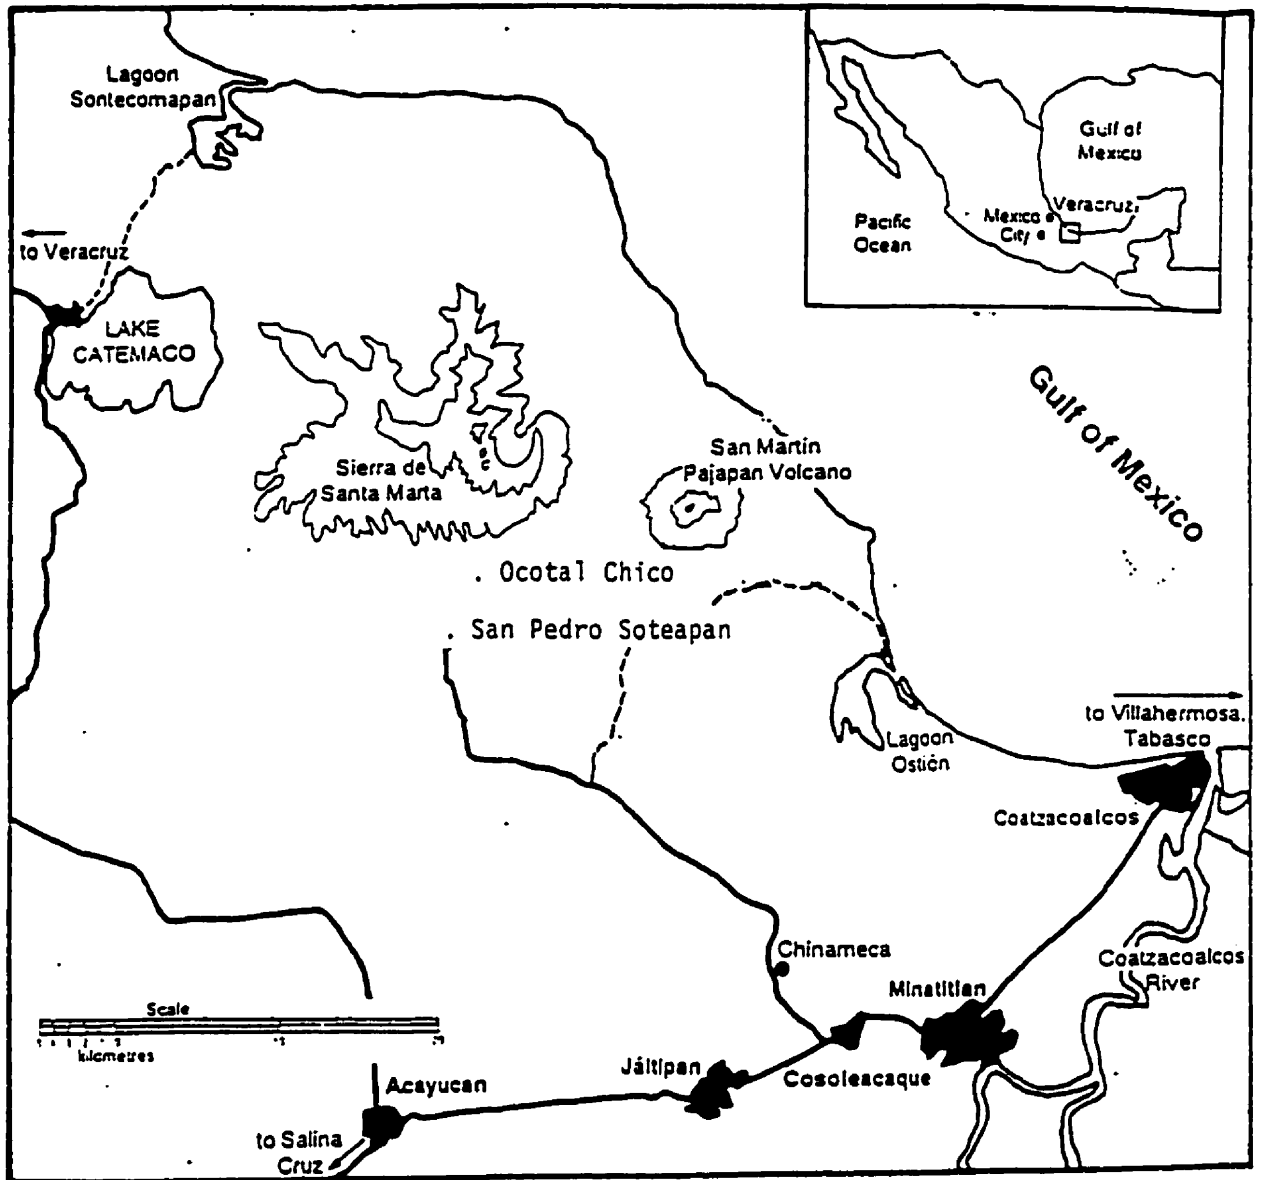 Lagoon
Sontecomapan
Gulf of
Mexico
Veracruz
Mexico
City
Pacific
Ocean
to Veracruz
LAKE
CATEMACO
Gulf of Mexico
San Martín
Pajapan Volcano
Sierra de
Santa Marta
. Ocotal Chico
. San Pedro Soteapan
to Villahermosa,
Tabasco
Lagoon
Ostión
Coatzacoalcos
Chinameca
Coatzacoalcos
River
Minatitlan
Scale
kilometres
Jáltipan
Cosoleacaque
Acayucan
to Salina
Cruz